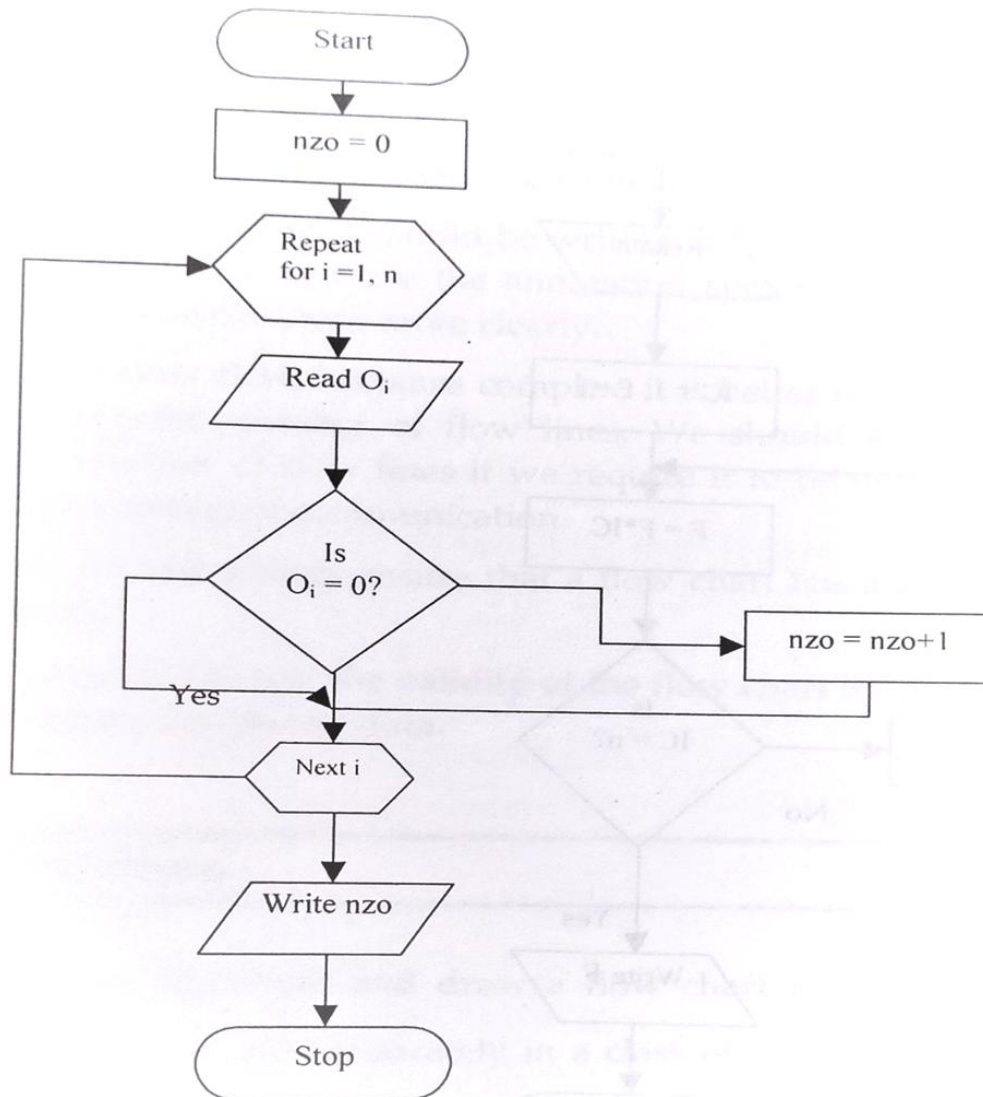 Start
nzo = 0
Repeat
for i =1, n
Read Oᵢ
Is
Oᵢ = 0?
nzo = nzo+1
Yes
Next i
Write nzo
Stop